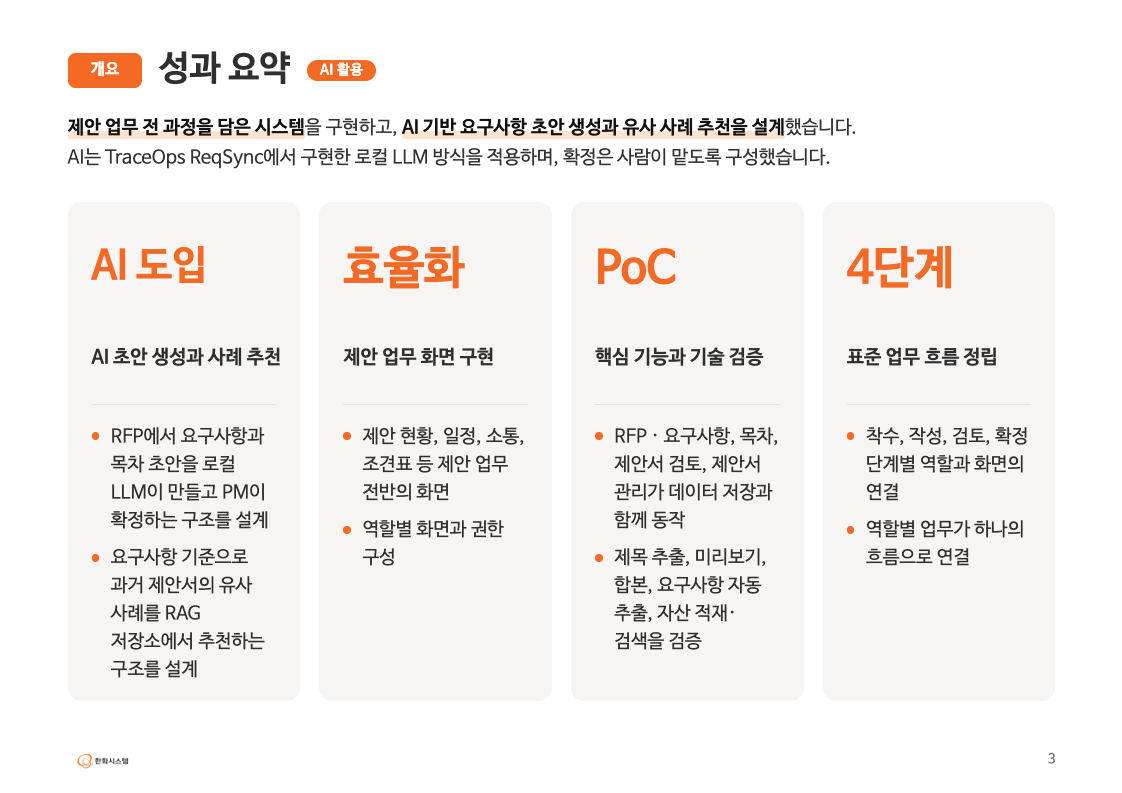 개요
성과 요약
AI 활용
제안 업무 전 과정을 담은 시스템을 구현하고, AI 기반 요구사항 초안 생성과 유사 사례 추천을 설계했습니다.
AI는 TraceOps ReqSync에서 구현한 로컬 LLM 방식을 적용하며, 확정은 사람이 맡도록 구성했습니다.
AI 도입
AI 초안 생성과 사례 추천
RFP에서 요구사항과
목차 초안을 로컬
LLM이 만들고 PM이
확정하는 구조를 설계
요구사항 기준으로
과거 제안서의 유사
사례를 RAG
저장소에서 추천하는
구조를 설계
효율화
제안 업무 화면 구현
제안 현황, 일정, 소통,
조견표 등 제안 업무
전반의 화면
역할별 화면과 권한
구성
PoC
핵심 기능과 기술 검증
RFP · 요구사항, 목차,
제안서 검토, 제안서
관리가 데이터 저장과
함께 동작
제목 추출, 미리보기,
합본, 요구사항 자동
추출, 자산 적재·
검색을 검증
4단계
표준 업무 흐름 정립
착수, 작성, 검토, 확정
단계별 역할과 화면의
연결
역할별 업무가 하나의
흐름으로 연결
한화시스템
3